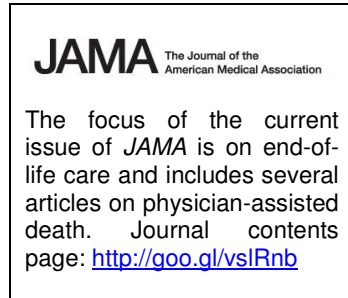 JAMA The Journal of the
American Medical Association
The focus of the current
issue of JAMA is on end-of-
life care and includes several
articles on physician-assisted
death. Journal contents
page: http://goo.gl/vslRnb